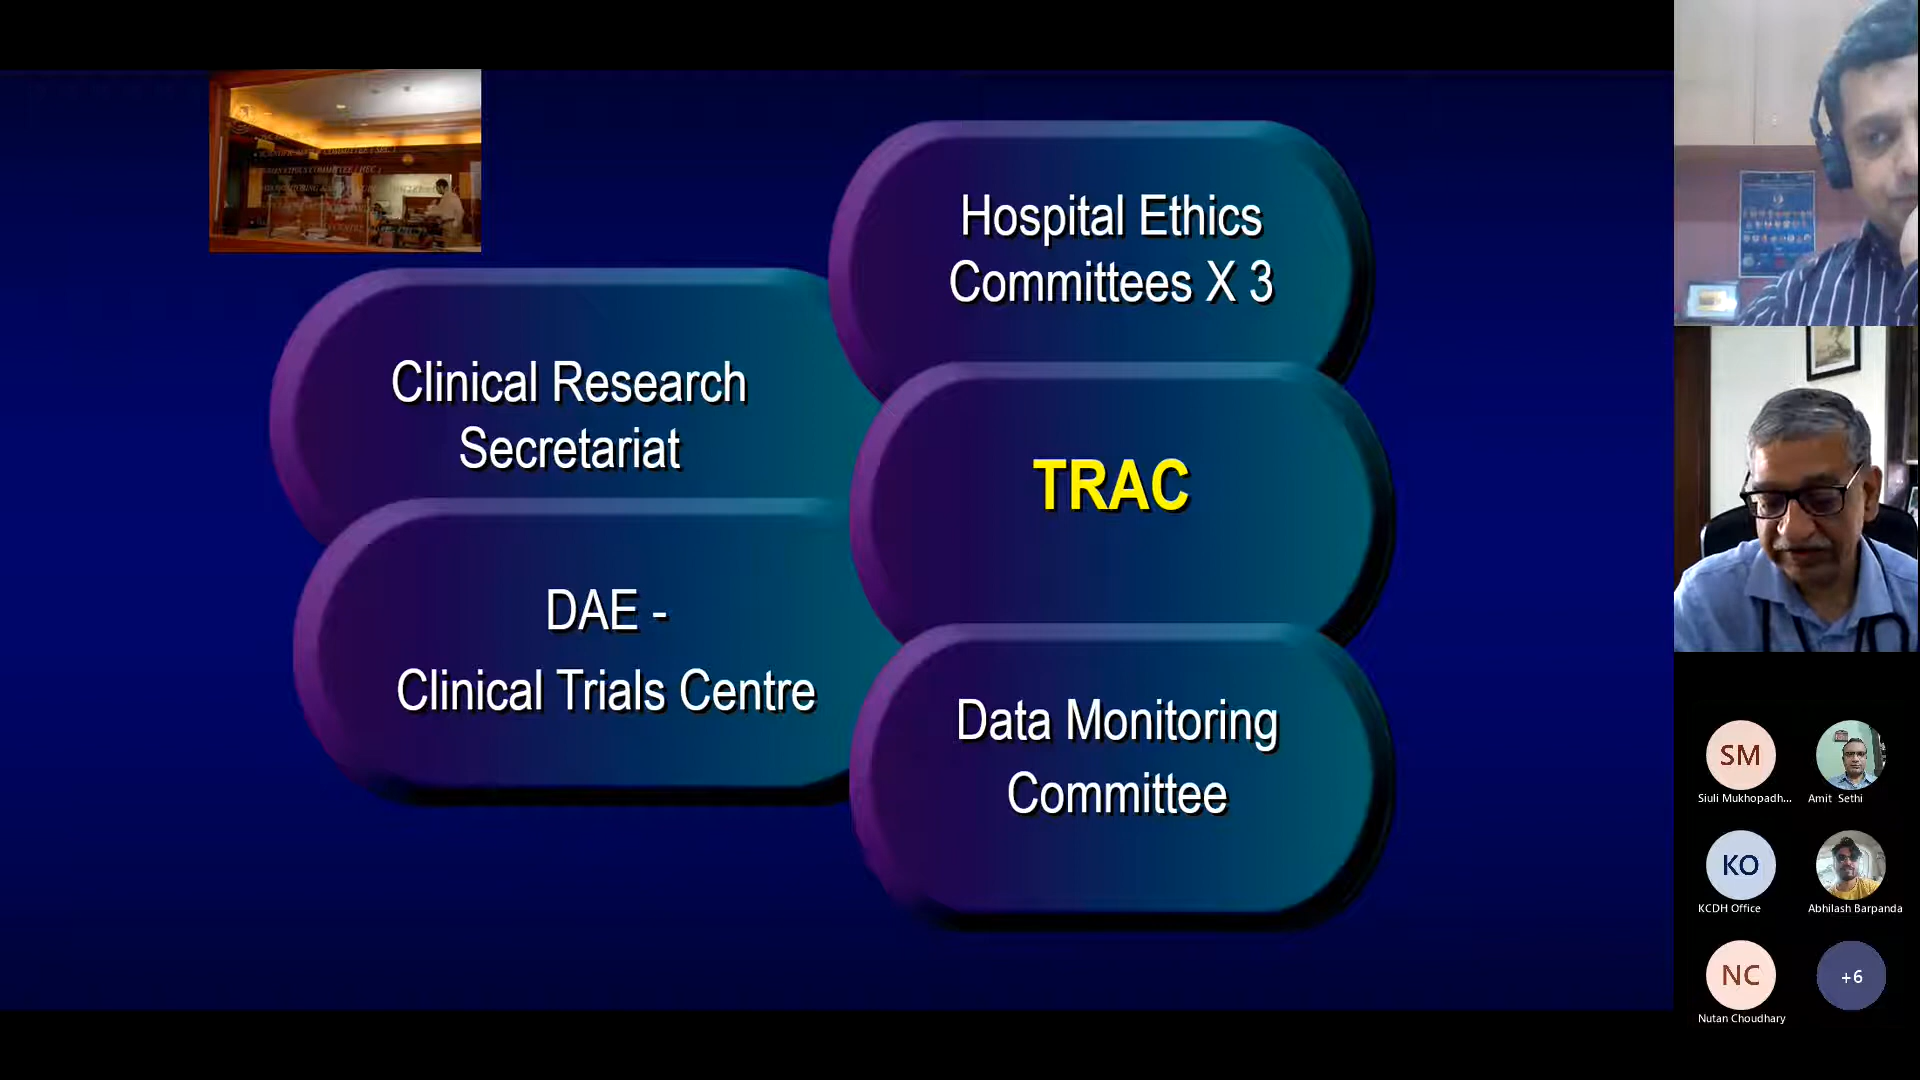 Clinical Research
Secretariat
DAE -
Clinical Trials Centre
Hospital Ethics
Committees X 3
TRAC
Data Monitoring
Committee
SM
Siuli Mukhopadh...
Amit Sethi
KO
KCDH Office
Abhilash Barpanda
NC
Nutan Choudhary
+6